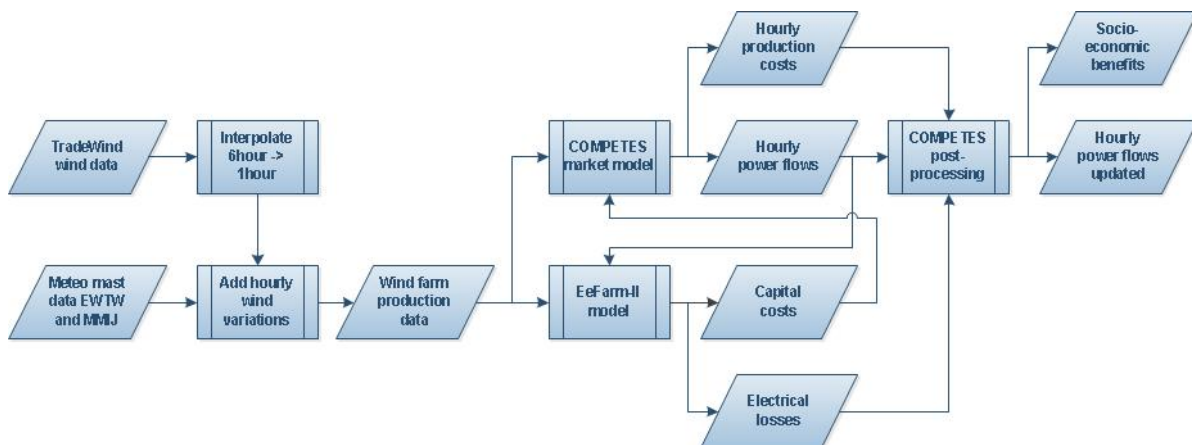 Hourly
production
costs
Socio-
economic
benefits
TradeWind
wind data
Interpolate
6hour ->
1hour
COMPETES
market model
Hourly
power flows
COMPETES
post-
processing
Hourly
power flows
updated
Meteo mast
data EWTW
and MMIJ
Add hourly
wind
variations
Wind farm
production
data
EeFarm-II
model
Capital
costs
Electrical
losses